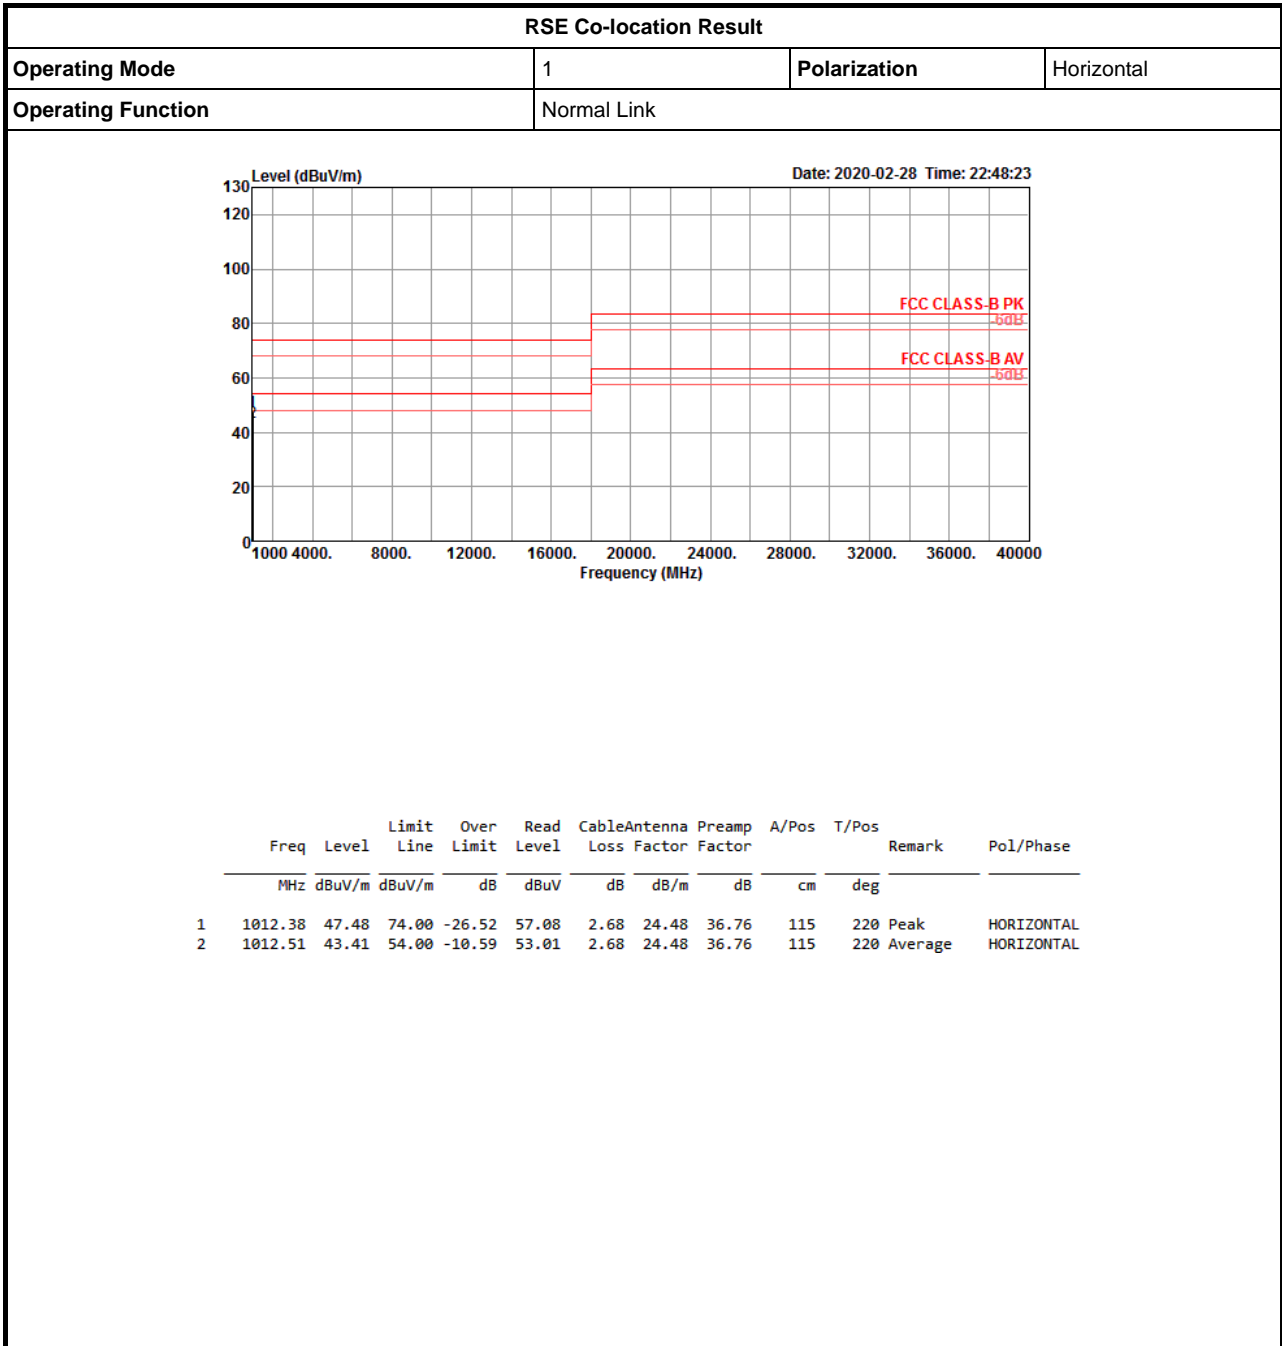 RSE Co-location Result
Operating Mode 1 Polarization Horizontal
Operating Function Normal Link
Level (dBuV/m) Date: 2020-02-28 Time: 22:48:23
130
120
100
FCC CLASS-B PK
80 -6dB
FCC CLASS-B AV
60 -6dB
40
20
0
1000 4000. 8000. 12000. 16000. 20000. 24000. 28000. 32000. 36000. 40000
Frequency (MHz)
Limit Over Read CableAntenna Preamp A/Pos T/Pos
Freq Level Line Limit Level Loss Factor Factor Remark Pol/Phase
MHz dBuV/m dBuV/m dB dBuV dB dB/m dB cm deg
1 1012.38 47.48 74.00 -26.52 57.08 2.68 24.48 36.76 115 220 Peak HORIZONTAL
2 1012.51 43.41 54.00 -10.59 53.01 2.68 24.48 36.76 115 220 Average HORIZONTAL